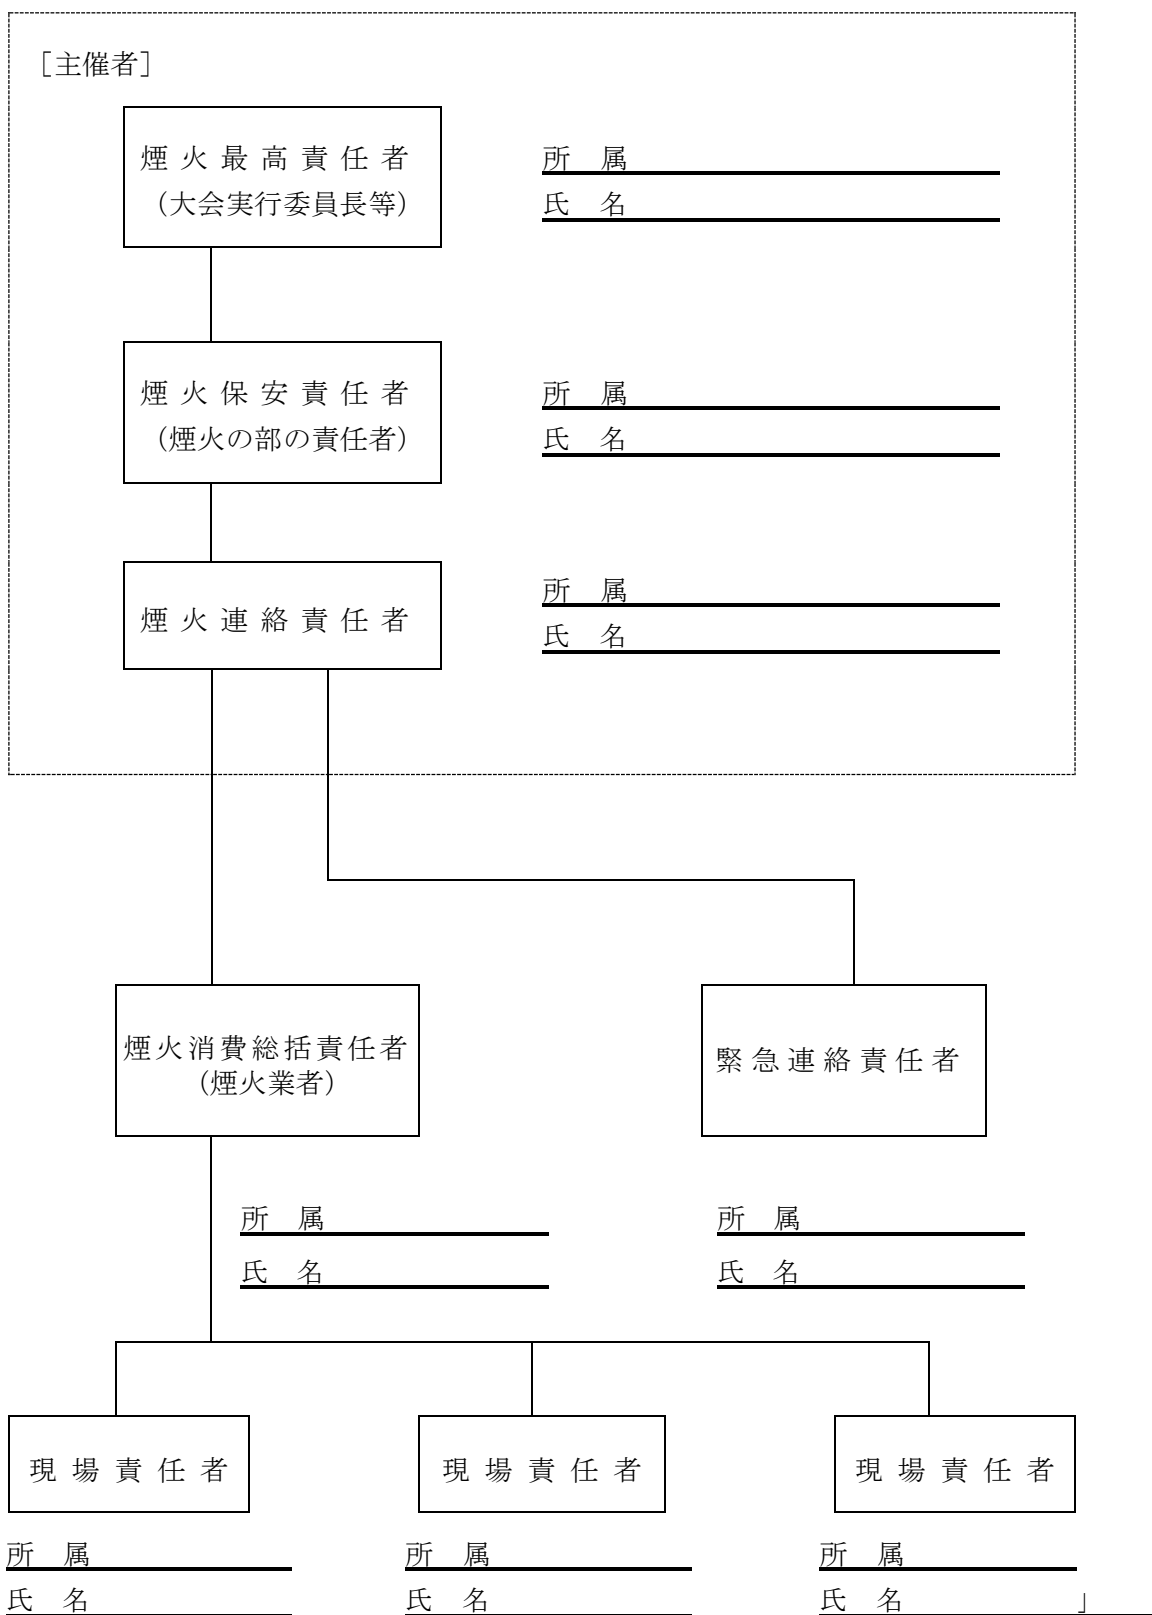 ［主催者］
煙火最高責任者
（大会実行委員長等）
所　属
氏　名
煙火保安責任者
（煙火の部の責任者）
所　属
氏　名
煙火連絡責任者
所　属
氏　名
煙火消費総括責任者
（煙火業者）
緊急連絡責任者
所　属
所　属
氏　名
氏　名
現場責任者
現場責任者
現場責任者
所　属
所　属
所　属
氏　名
氏　名
氏　名　　　　　　」